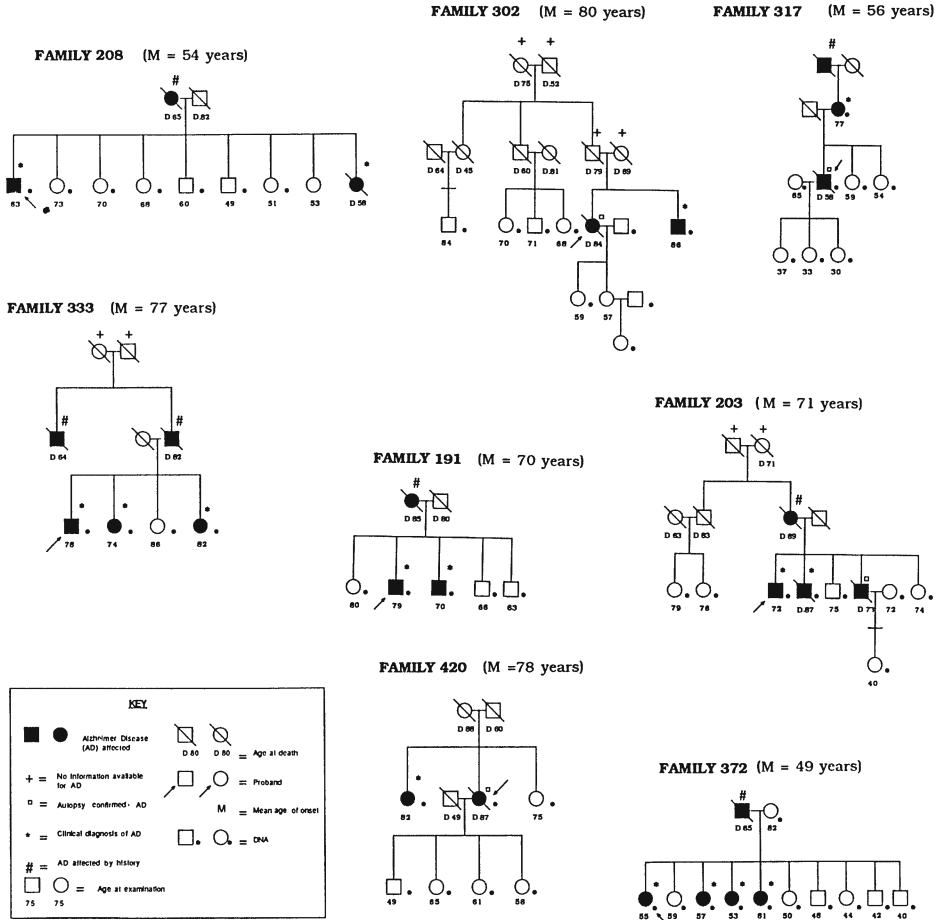 FAMILY 302 (M = 80 years)
+ +
D 75 D.52
+ +
D 64 D 45 D 60 D.81 D 79 D 69
*
84 70 71 68 D 84 86
59 57
FAMILY 317 (M = 56 years)
#
*
77
65 D 58 59 54
37 33 30
FAMILY 208 (M = 54 years)
#
D 65 D.82
* *
63 73 70 68 60 49 51 53 D 58
FAMILY 333 (M = 77 years)
+ +
# #
D 64 D 82
* * *
78 74 86 82
FAMILY 191 (M = 70 years)
#
D 85 D 80
* *
80 79 70 66 63
FAMILY 203 (M = 71 years)
+ +
D 71
#
D 63 D 83 D 89
* *
79 76 72 D.87 75 D 73 72 74
40
FAMILY 420 (M =78 years)
D 88 D 60
*
82 D 49 D.87 75
49 65 61 58
FAMILY 372 (M = 49 years)
#
D 65 82
* * * *
55 59 57 53 61 50 48 44 42 40
KEY
Alzheimer Disease
(AD) affected
D 80 D 80 = Age at death
+ = No information available
for AD
= Proband
= Autopsy confirmed. AD
M = Mean age of onset
* = Clinical diagnosis of AD
= DNA
# = AD affected by history
= Age at examination
75 75